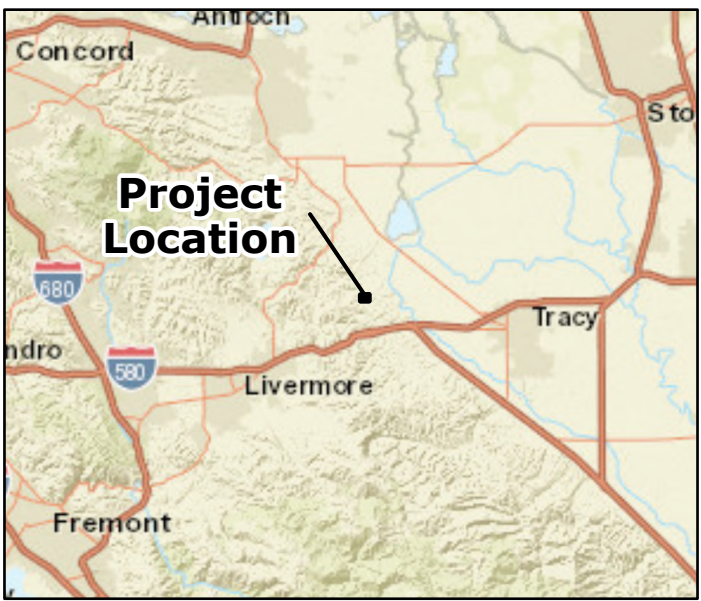 Antioch
Concord
Sto
Project
Location
680
Tracy
ndro
580
Livermore
Fremont